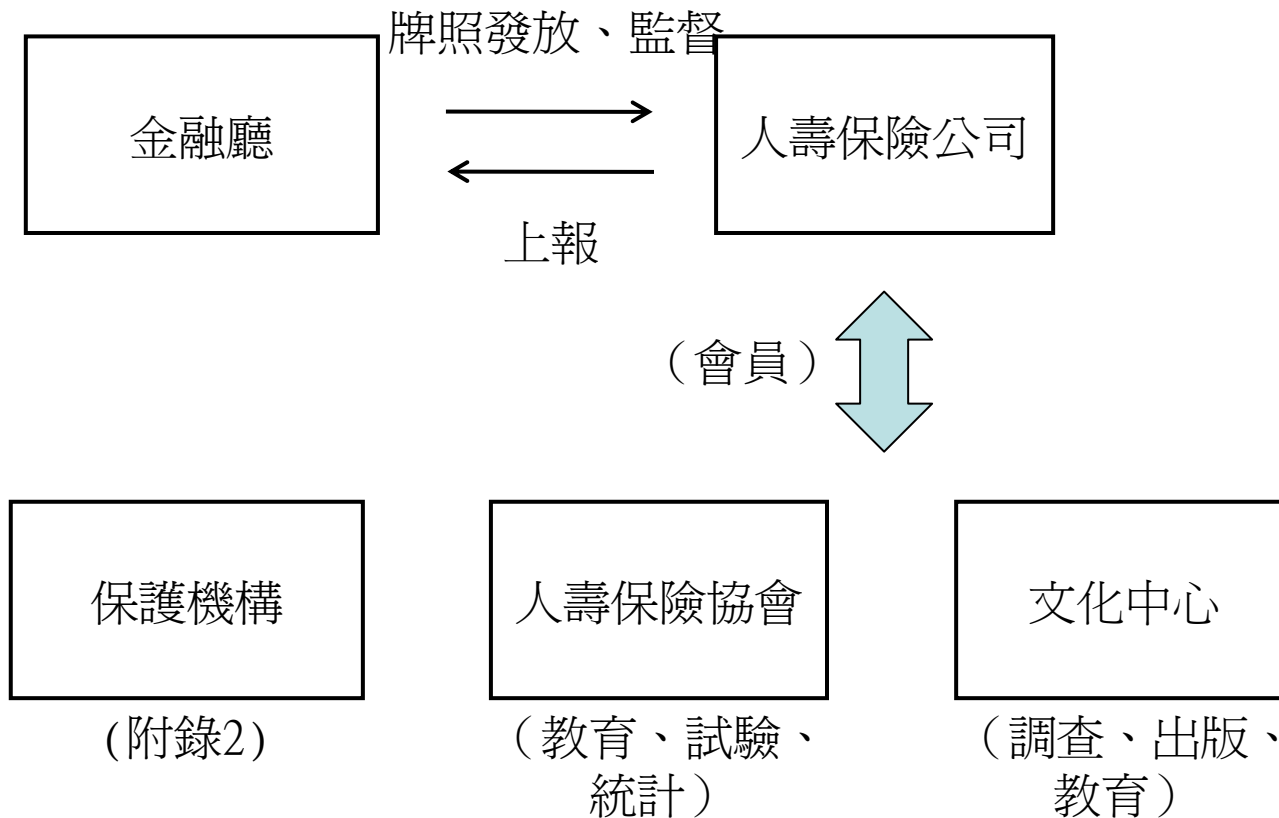 牌照發放、監督
金融廳
人壽保險公司
上報
（會員）
保護機構
人壽保險協會
文化中心
(附錄2)
（教育、試驗、
統計）
（調查、出版、
教育）